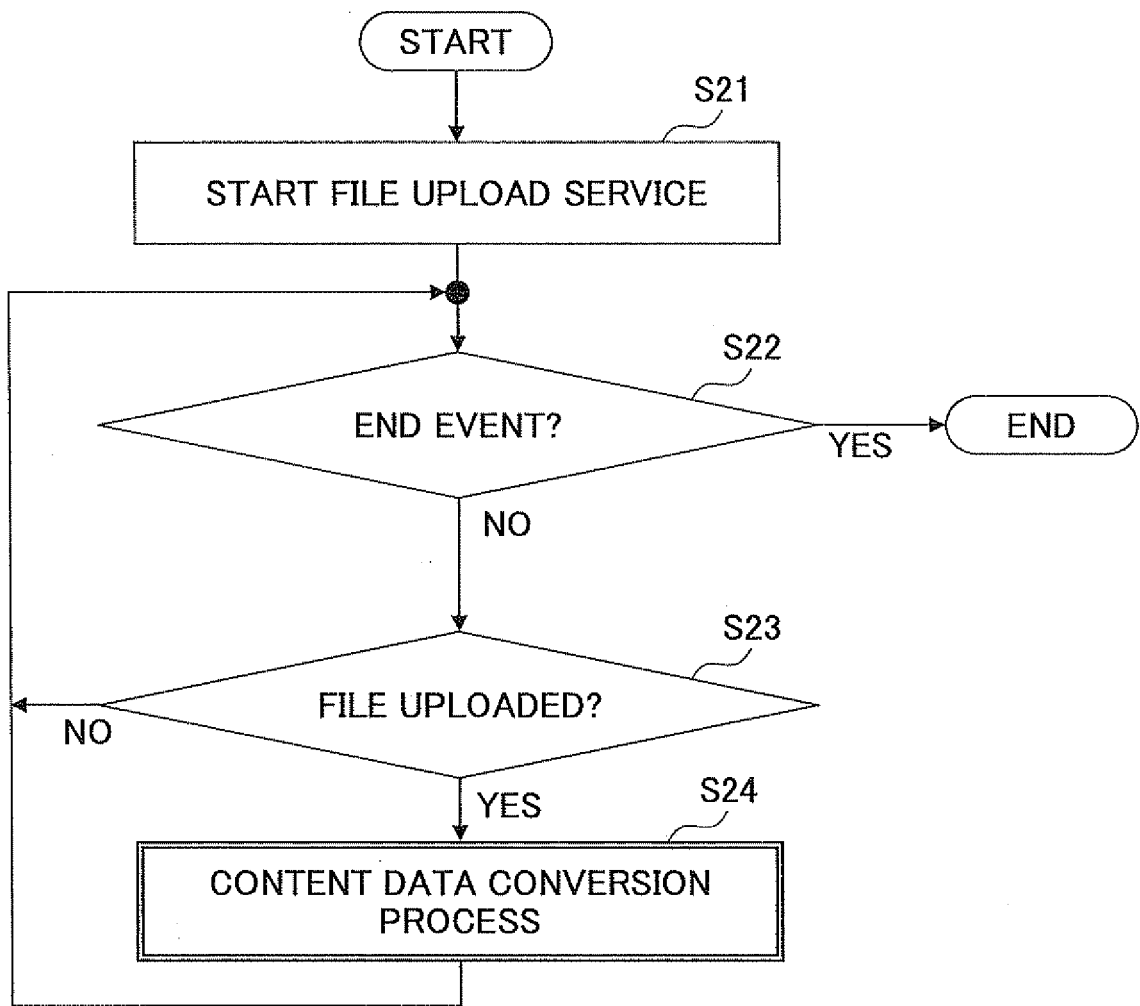 START
S21
START FILE UPLOAD SERVICE
S22
END EVENT?
YES
END
NO
S23
FILE UPLOADED?
NO
YES
S24
CONTENT DATA CONVERSION
PROCESS